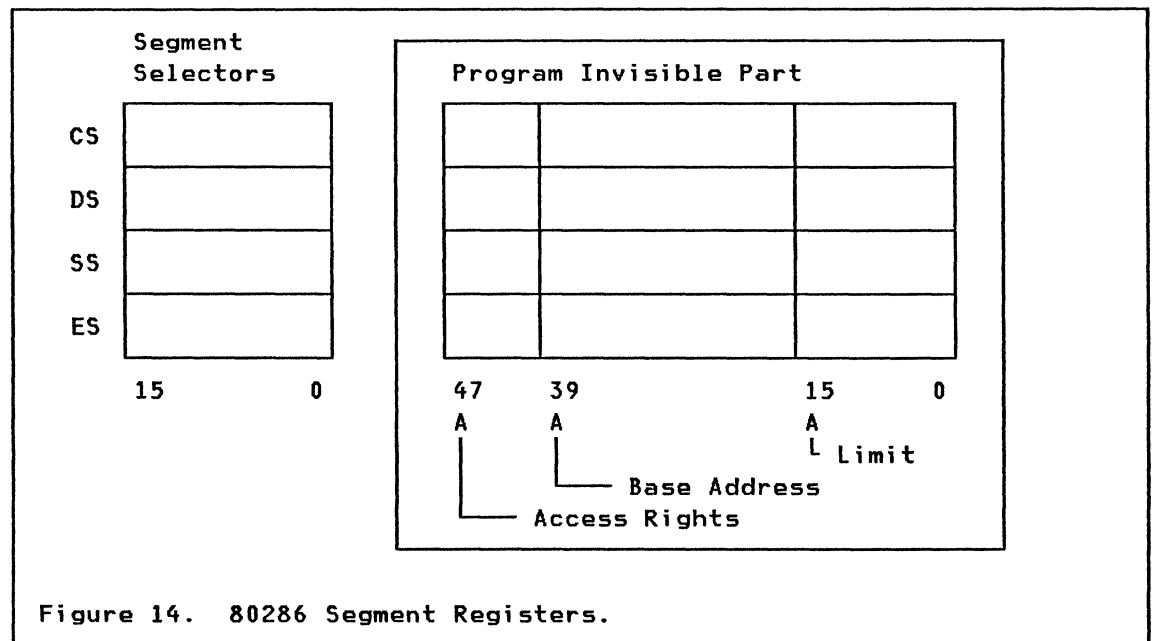 Segment
Selectors
Program Invisible Part
CS
DS
SS
ES
15 0
47 39 15 0
A A A
Limit
Base Address
Access Rights
Figure 14. 80286 Segment Registers.